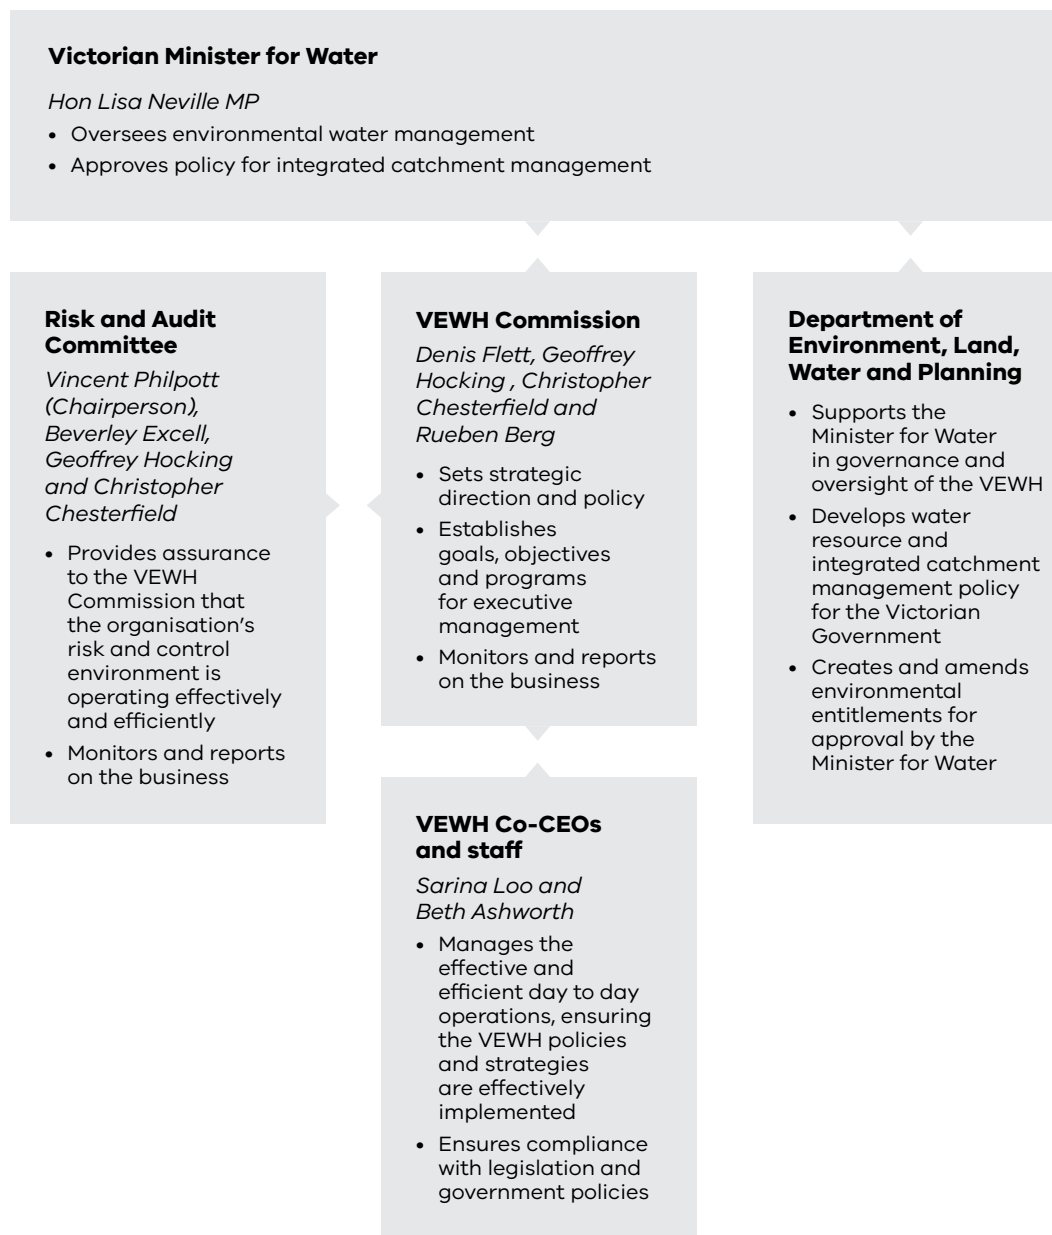 Victorian Minister for Water
Hon Lisa Neville MP
• Oversees environmental water management
• Approves policy for integrated catchment management
Risk and Audit
Committee
Vincent Philpott
(Chairperson),
Beverley Excell,
Geoffrey Hocking
and Christopher
Chesterfield
• Provides assurance
to the VEWH
Commission that
the organisation’s
risk and control
environment is
operating effectively
and efficiently
• Monitors and reports
on the business
VEWH Commission
Denis Flett, Geoffrey
Hocking , Christopher
Chesterfield and
Rueben Berg
• Sets strategic
direction and policy
• Establishes
goals, objectives
and programs
for executive
management
• Monitors and reports
on the business
Department of
Environment, Land,
Water and Planning
• Supports the
Minister for Water
in governance and
oversight of the VEWH
• Develops water
resource and
integrated catchment
management policy
for the Victorian
Government
• Creates and amends
environmental
entitlements for
approval by the
Minister for Water
VEWH Co-CEOs
and staff
Sarina Loo and
Beth Ashworth
• Manages the
effective and
efficient day to day
operations, ensuring
the VEWH policies
and strategies
are effectively
implemented
• Ensures compliance
with legislation and
government policies